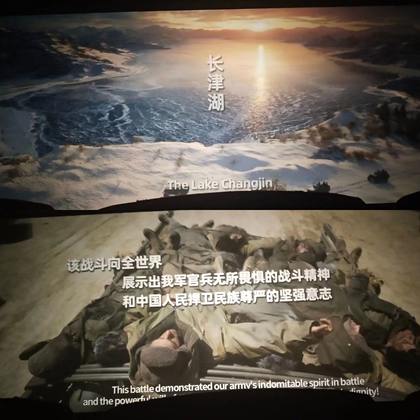 长津湖
The Lake Changjin
该战斗向全世界
展示出我军官兵无所畏惧的战斗精神
和中国人民捍卫民族尊严的坚强意志
This battle demonstrated our army's indomitable spirit in battle
and the powerful will dignity!